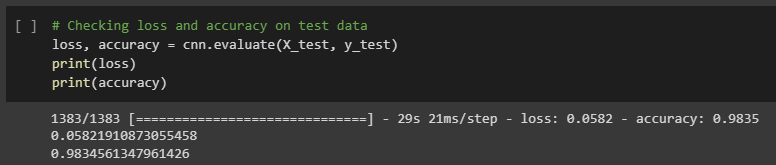 [ ] # Checking loss and accuracy on test data
loss, accuracy = cnn.evaluate(X_test, y_test)
print(loss)
print(accuracy)
1383/1383 [==============================] - 29s 21ms/step - loss: 0.0582 - accuracy: 0.9835
0.05821910873055458
0.9834561347961426